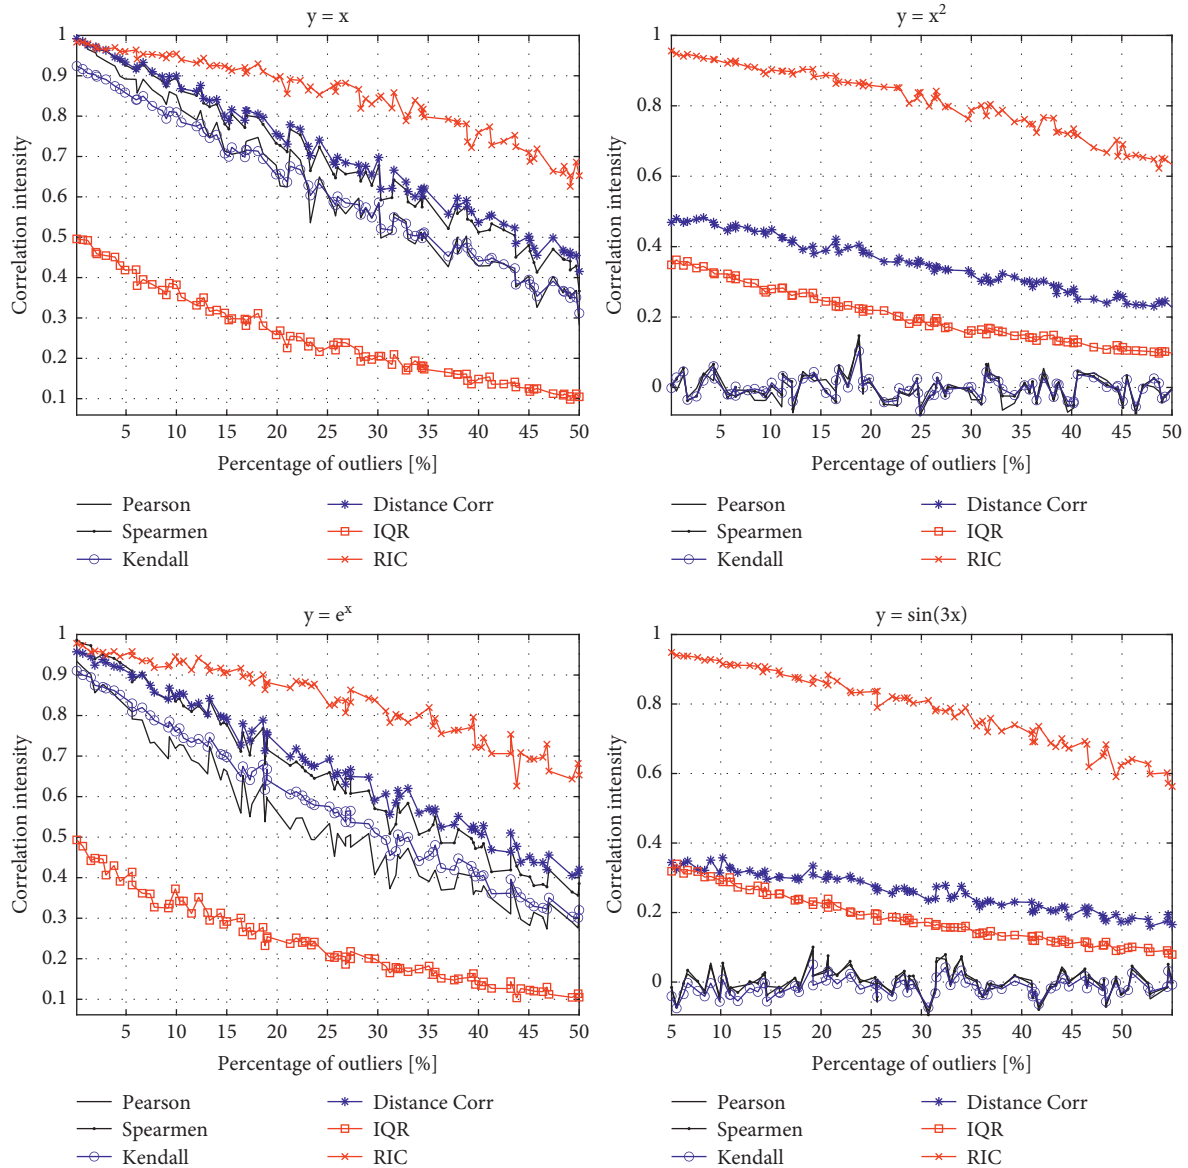 y = x
Correlation intensity
1
0.9
0.8
0.7
0.6
0.5
0.4
0.3
0.2
0.1
5 10 15 20 25 30 35 40 45 50
Percentage of outliers [%]
Pearson
Spearmen
Kendall
Distance Corr
IQR
RIC
y = x²
Correlation intensity
1
0.8
0.6
0.4
0.2
0
5 10 15 20 25 30 35 40 45 50
Percentage of outliers [%]
Pearson
Spearmen
Kendall
Distance Corr
IQR
RIC
y = eˣ
Correlation intensity
1
0.9
0.8
0.7
0.6
0.5
0.4
0.3
0.2
0.1
5 10 15 20 25 30 35 40 45 50
Percentage of outliers [%]
Pearson
Spearmen
Kendall
Distance Corr
IQR
RIC
y = sin(3x)
Correlation intensity
1
0.8
0.6
0.4
0.2
0
5 10 15 20 25 30 35 40 45 50
Percentage of outliers [%]
Pearson
Spearmen
Kendall
Distance Corr
IQR
RIC